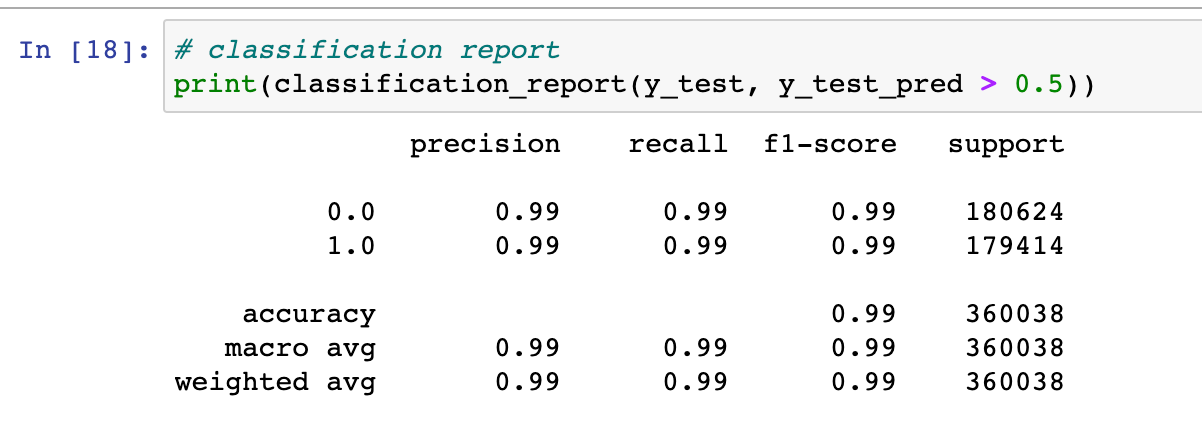 In [18]: # classification report
print(classification_report(y_test, y_test_pred > 0.5))
precision recall f1-score support
0.0 0.99 0.99 0.99 180624
1.0 0.99 0.99 0.99 179414
accuracy 0.99 360038
macro avg 0.99 0.99 0.99 360038
weighted avg 0.99 0.99 0.99 360038